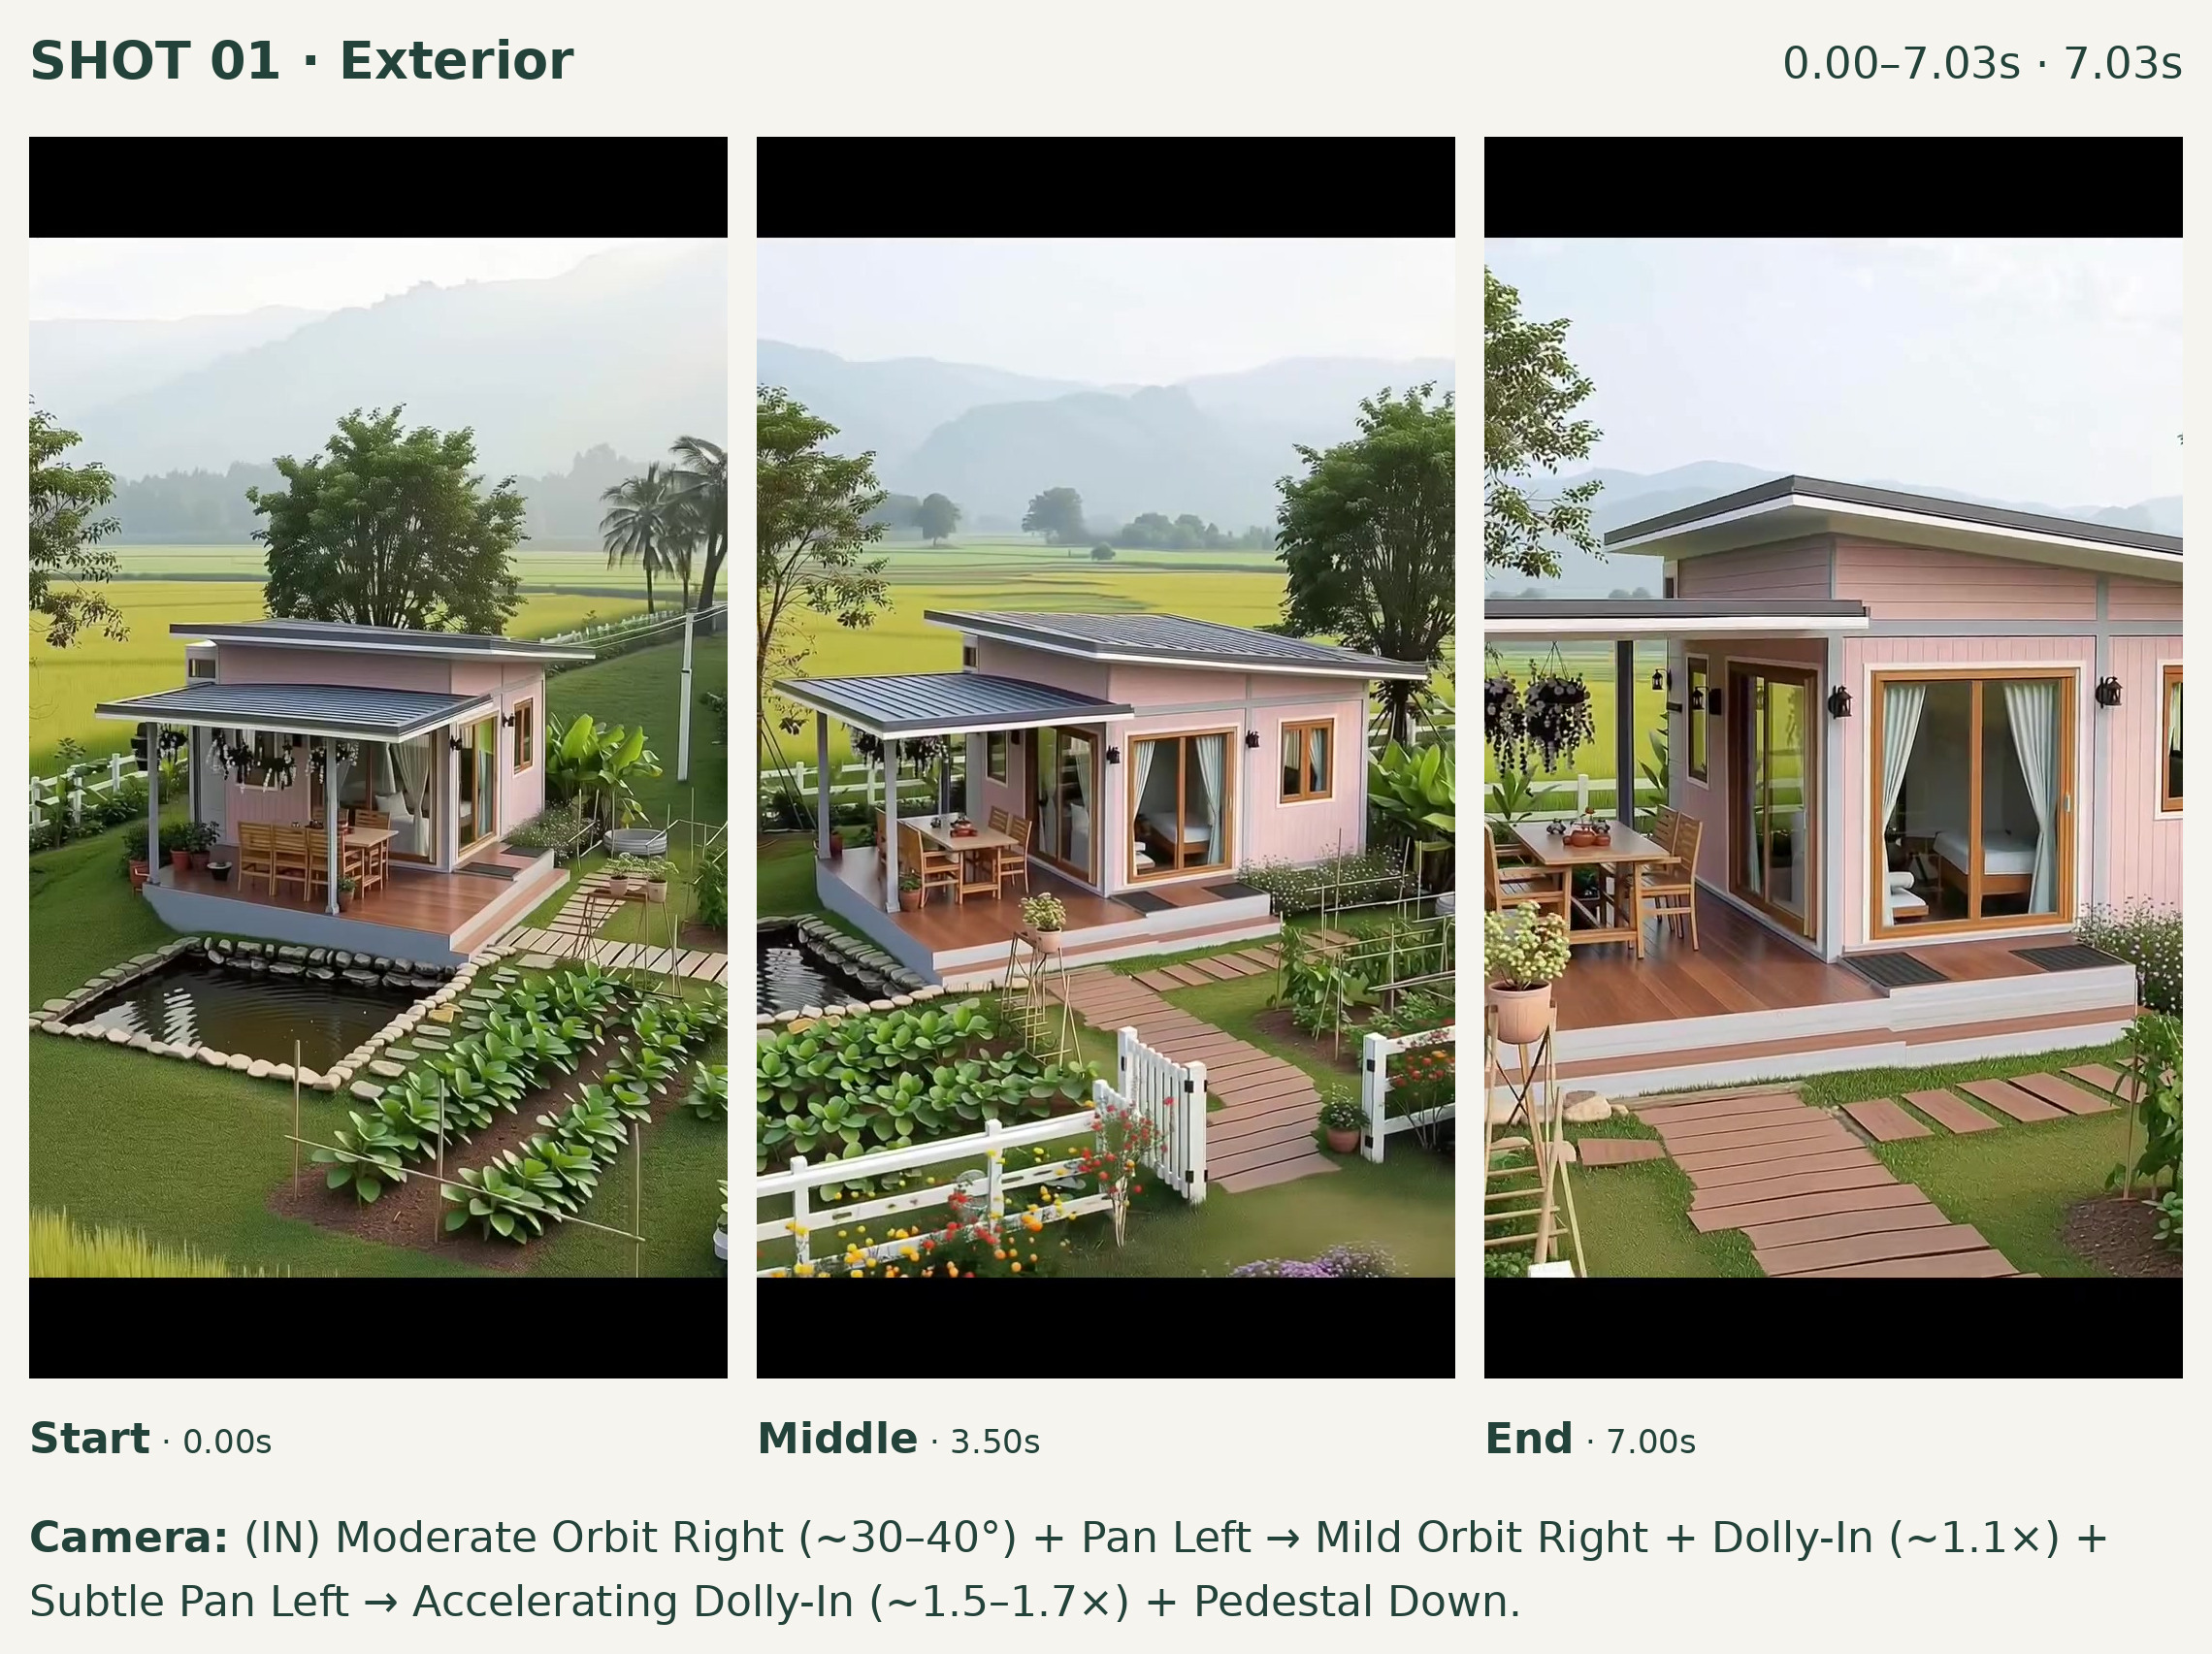 SHOT 01 · Exterior
0.00–7.03s · 7.03s
Start · 0.00s
Middle · 3.50s
End · 7.00s
Camera: (IN) Moderate Orbit Right (~30–40°) + Pan Left → Mild Orbit Right + Dolly-In (~1.1×) +
Subtle Pan Left → Accelerating Dolly-In (~1.5–1.7×) + Pedestal Down.